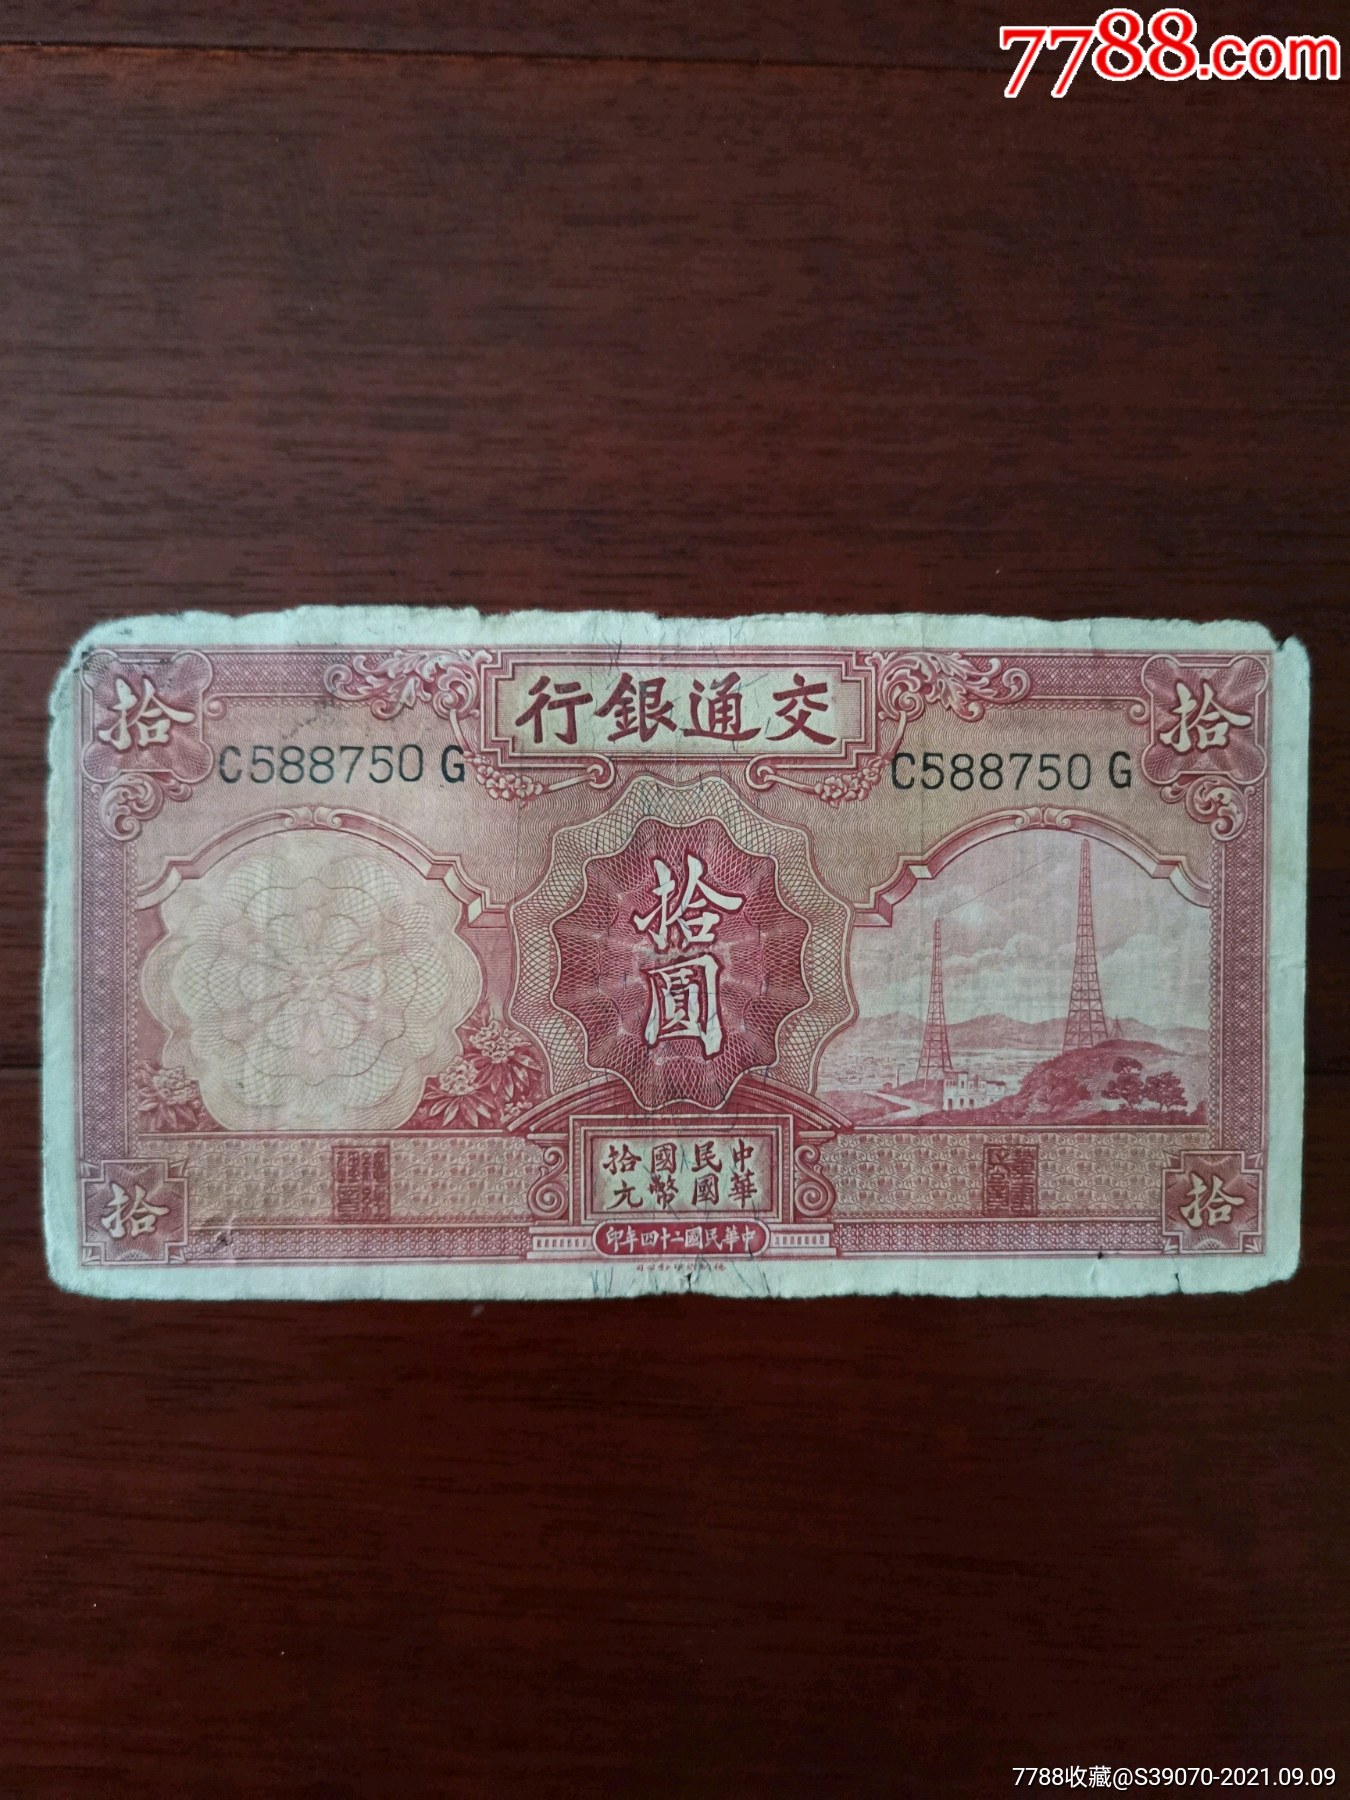 7788.com
拾
交通銀行
拾
C588750 G
C588750 G
拾圓
中華民國國幣拾元
拾
拾
中華民國二十四年印
7788收藏@S39070-2021.09.09